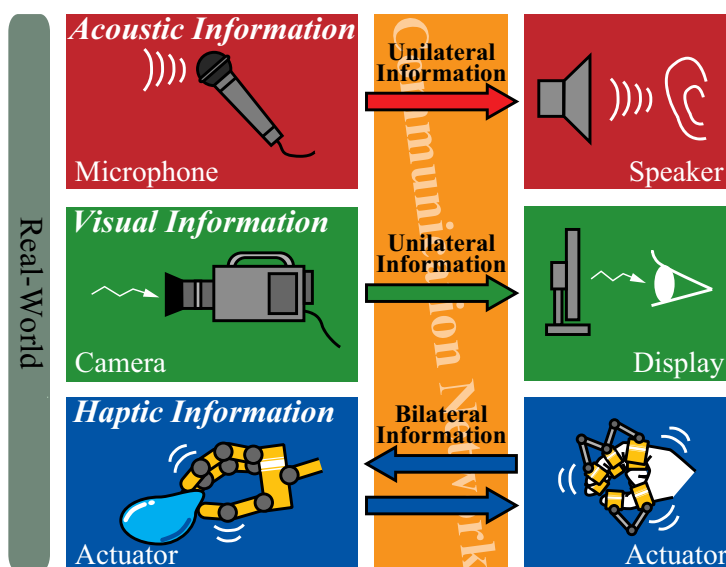 Real-World
Acoustic Information
Microphone
Unilateral
Information
Speaker
Visual Information
Camera
Unilateral
Information
Display
Haptic Information
Actuator
Bilateral
Information
Actuator
Communication Network